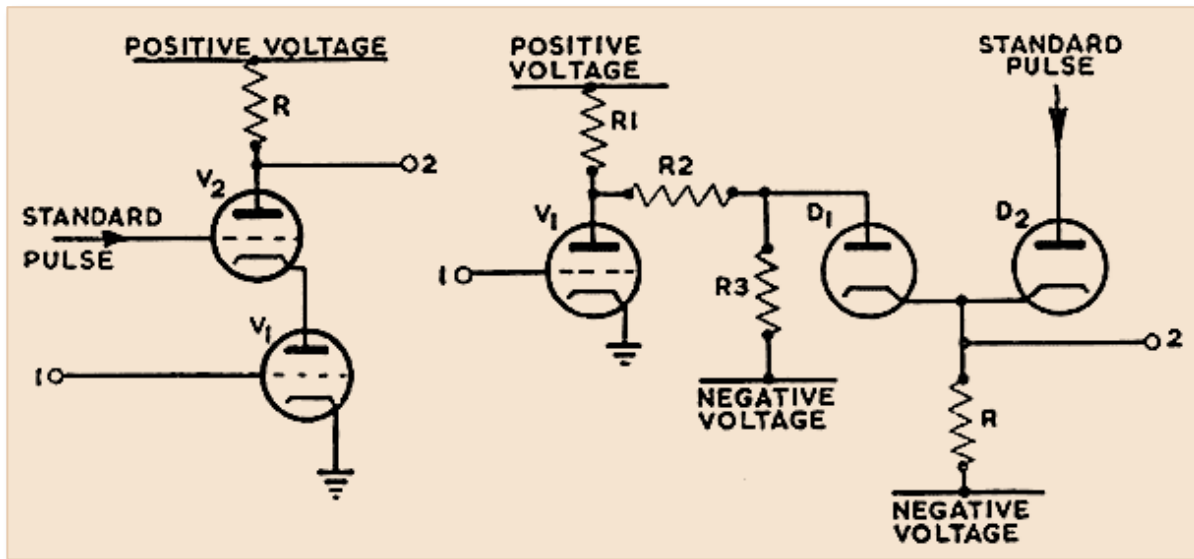 POSITIVE VOLTAGE
R
2
V2
STANDARD
PULSE
V1
1
POSITIVE
VOLTAGE
R1
R2
V1
1
R3
NEGATIVE
VOLTAGE
D1
STANDARD
PULSE
D2
2
R
NEGATIVE
VOLTAGE